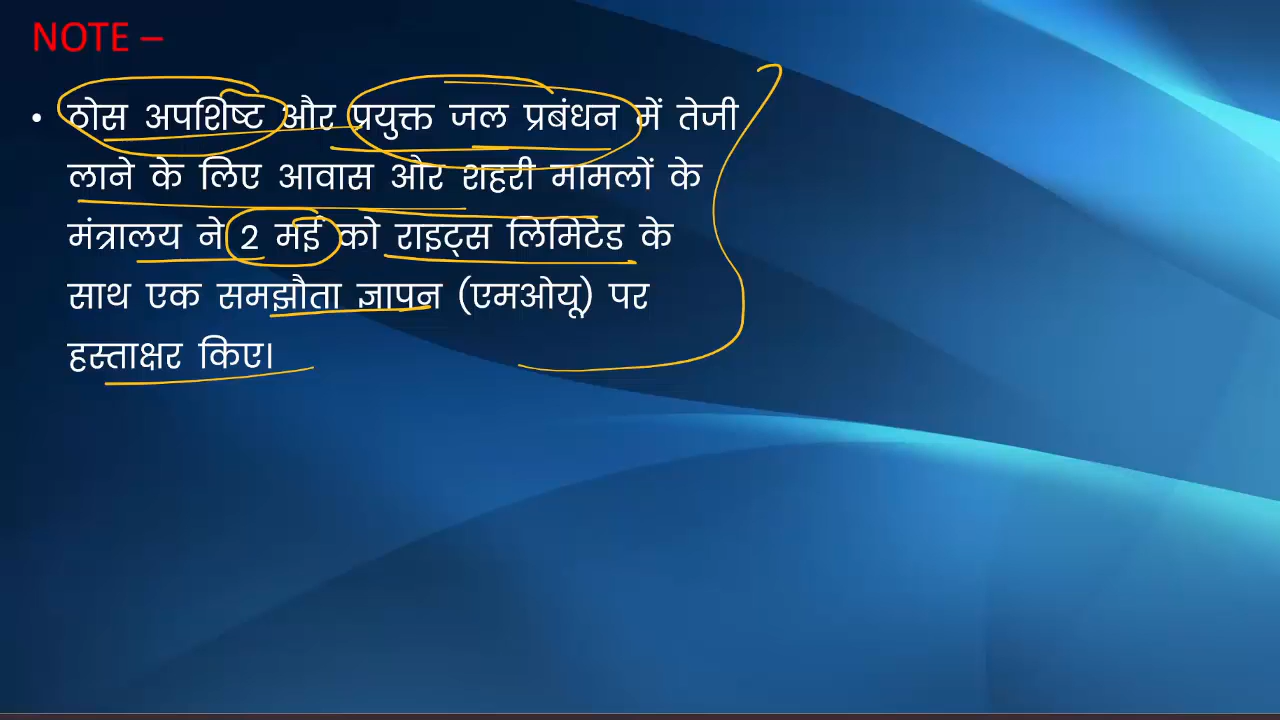 NOTE –
• ठोस अपशिष्ट और प्रयुक्त जल प्रबंधन में तेजी
लाने के लिए आवास और शहरी मामलों के
मंत्रालय ने 2 मई को राइट्स लिमिटेड के
साथ एक समझौता ज्ञापन (एमओयू) पर
हस्ताक्षर किए।